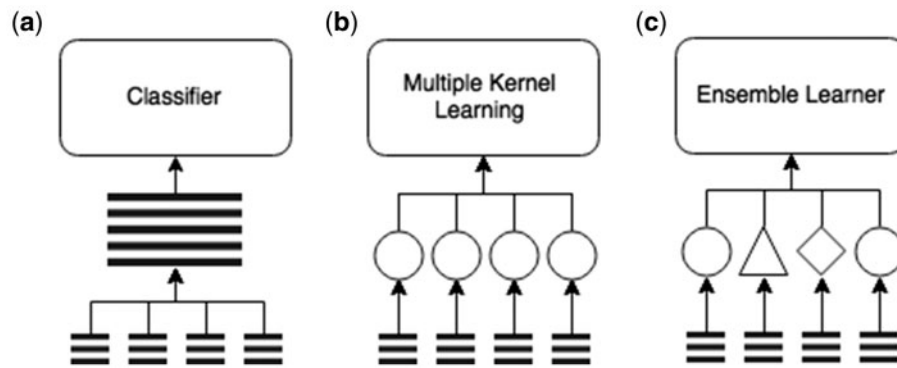 (a)
(b)
(c)
Classifier
Multiple Kernel
Learning
Ensemble Learner